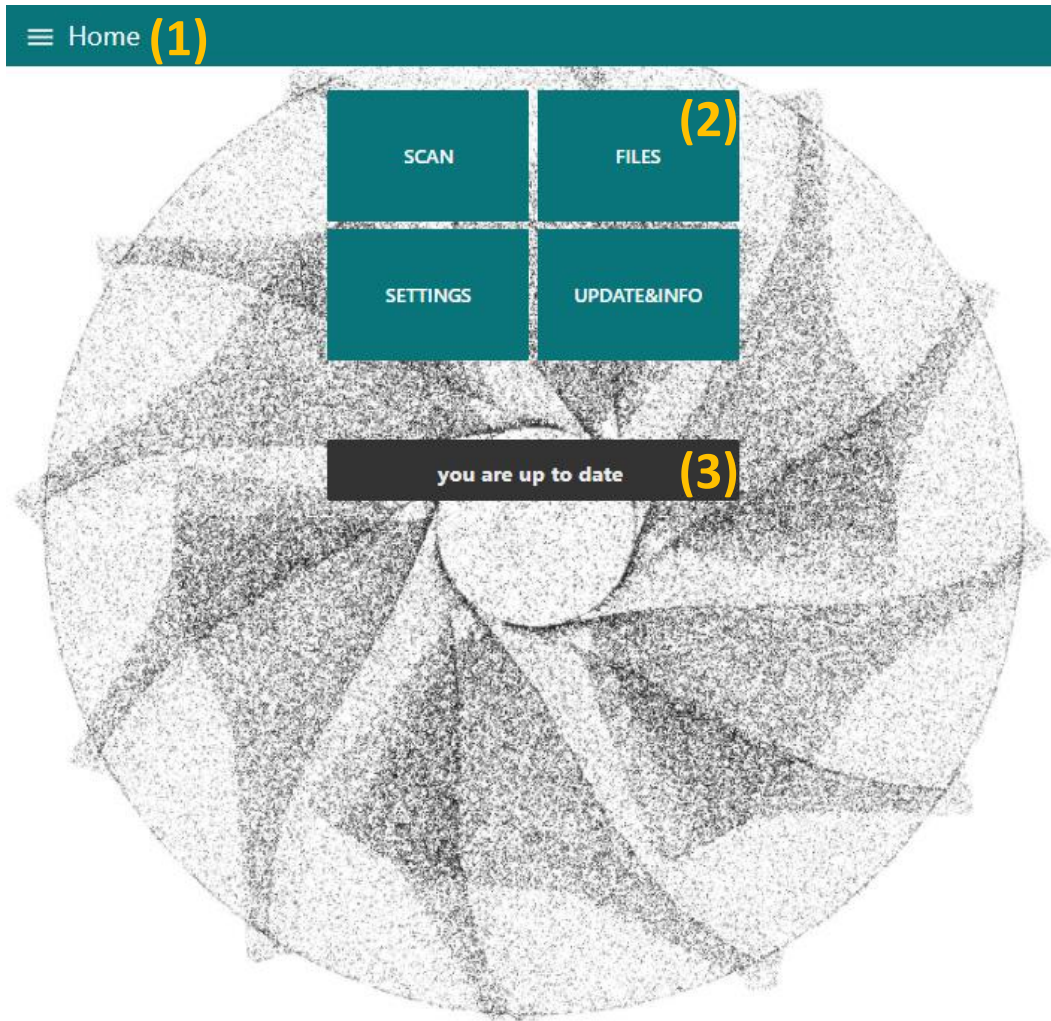 Home (1)
(2)
SCAN FILES
SETTINGS UPDATE&INFO
you are up to date (3)